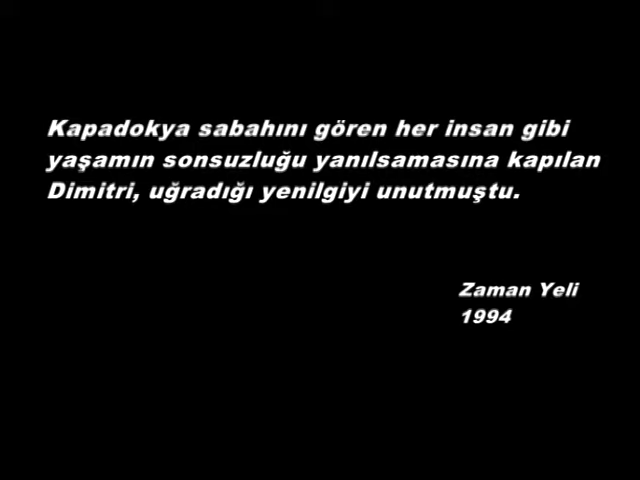 Kapadokya sabahını gören her insan gibi
yaşamın sonsuzluğu yanılsamasına kapılan
Dimitri, uğradığı yenilgiyi unutmuştu.
Zaman Yeli
1994